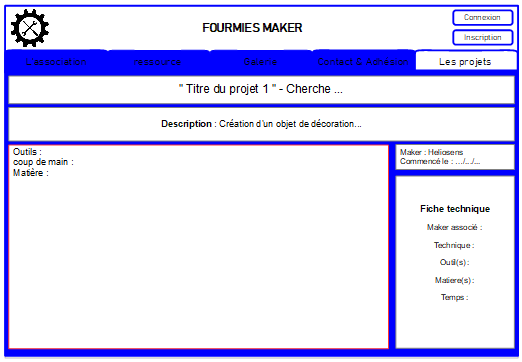 FOURMIES MAKER
Connexion
Inscription
L'association
ressource
Galerie
Contact & Adhésion
Les projets
" Titre du projet 1 " - Cherche ...
Description : Création d'un objet de décoration...
Outils :
coup de main :
Matière :
Maker : Heliosens
Commencé le : .../.../...
Fiche technique
Maker associé :
Technique :
Outil(s) :
Matiere(s) :
Temps :